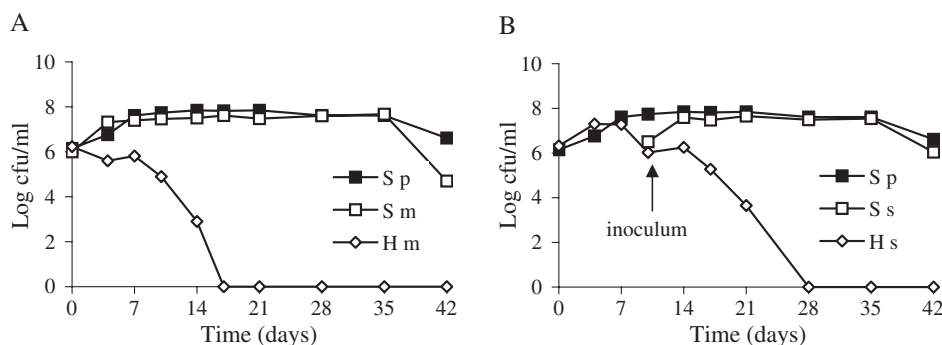 A
10
8
6
4
2
0
Log cfu/ml
S p
S m
H m
0 7 14 21 28 35 42
Time (days)
B
10
8
6
4
2
0
Log cfu/ml
inoculum
S p
S s
H s
0 7 14 21 28 35 42
Time (days)